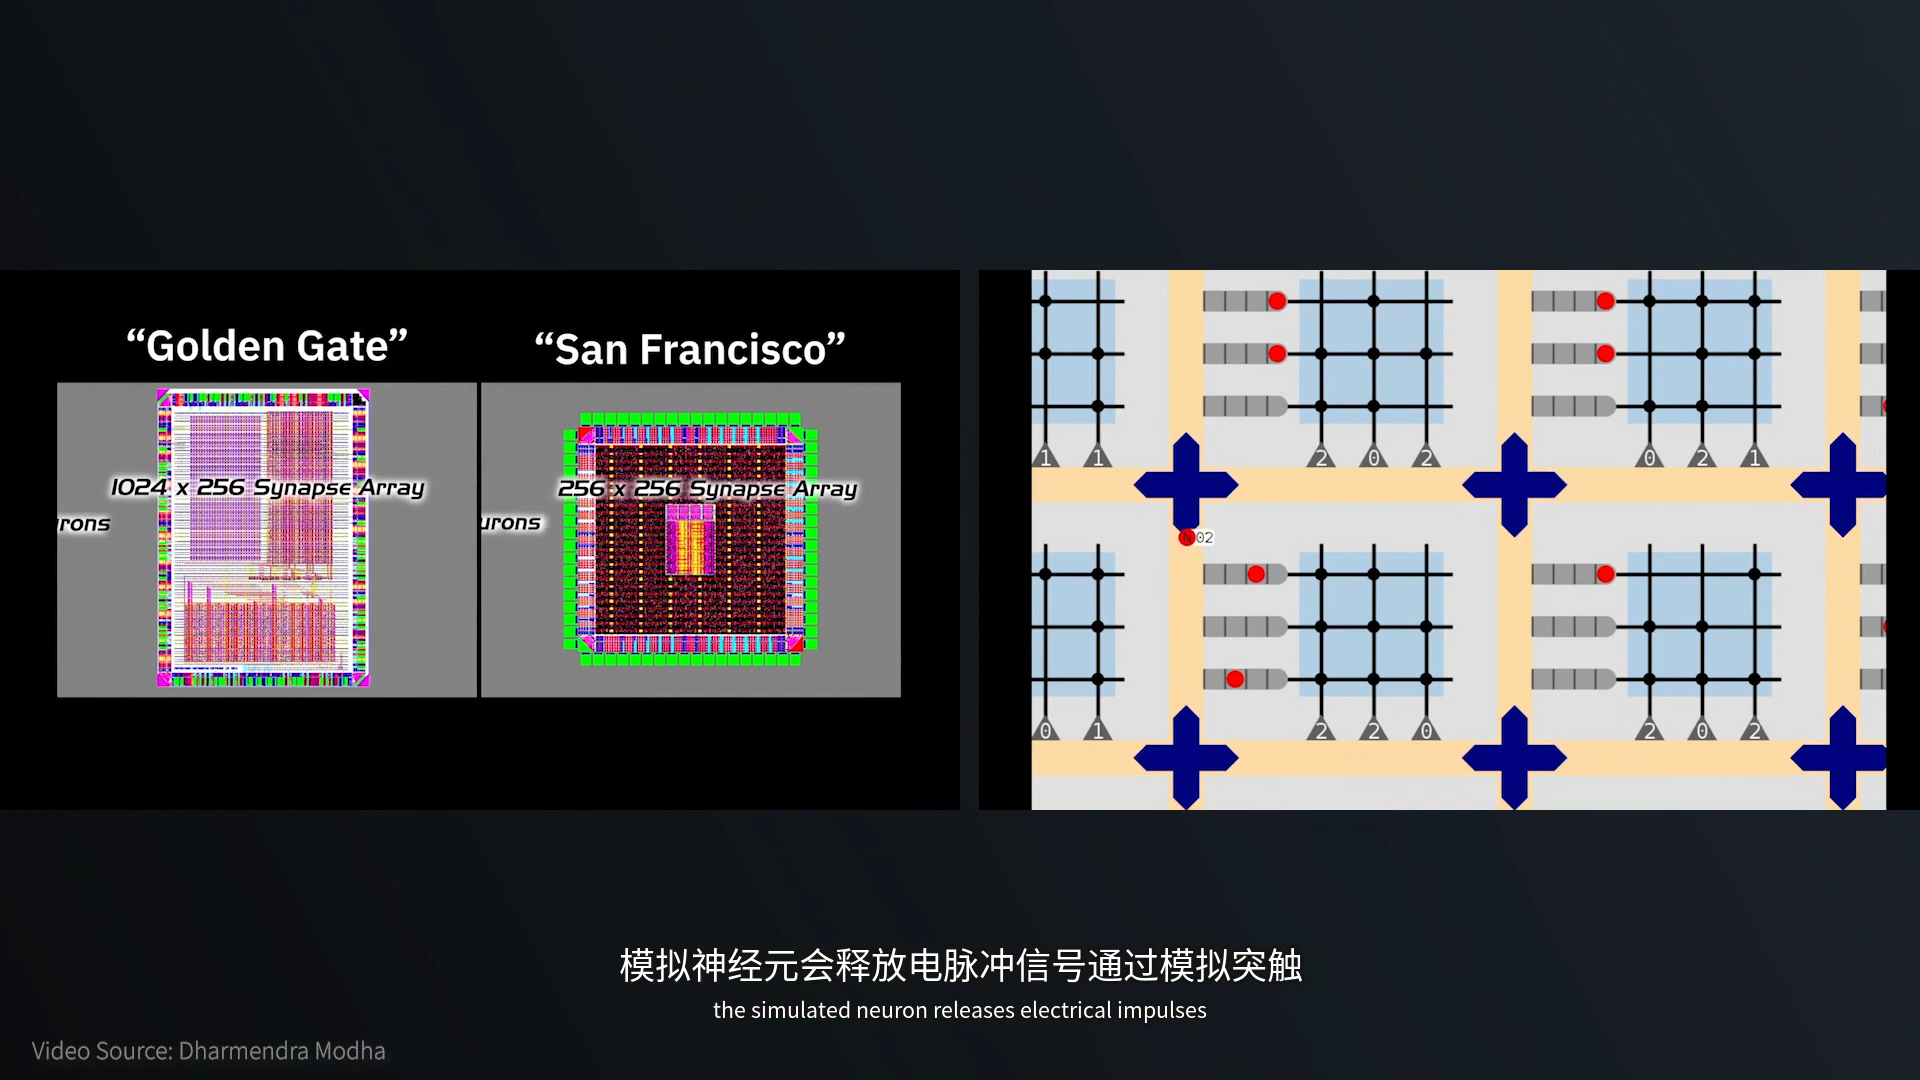 “Golden Gate”
“San Francisco”
1024 x 256 Synapse Array
256 x 256 Synapse Array
urons
urons
1 1 2 0 2 0 2 1
N02
0 1 2 2 0 2 0 2
模拟神经元会释放电脉冲信号通过模拟突触
the simulated neuron releases electrical impulses
Video Source: Dharmendra Modha